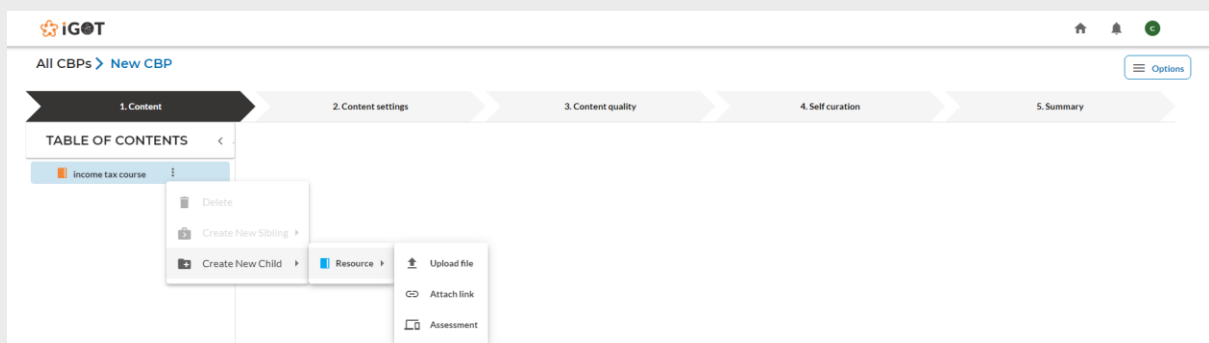 iGOT
C
All CBPs > New CBP
Options
1. Content
2. Content settings
3. Content quality
4. Self curation
5. Summary
TABLE OF CONTENTS
income tax course
Delete
Create New Sibling
Create New Child
Resource
Upload file
Attach link
Assessment